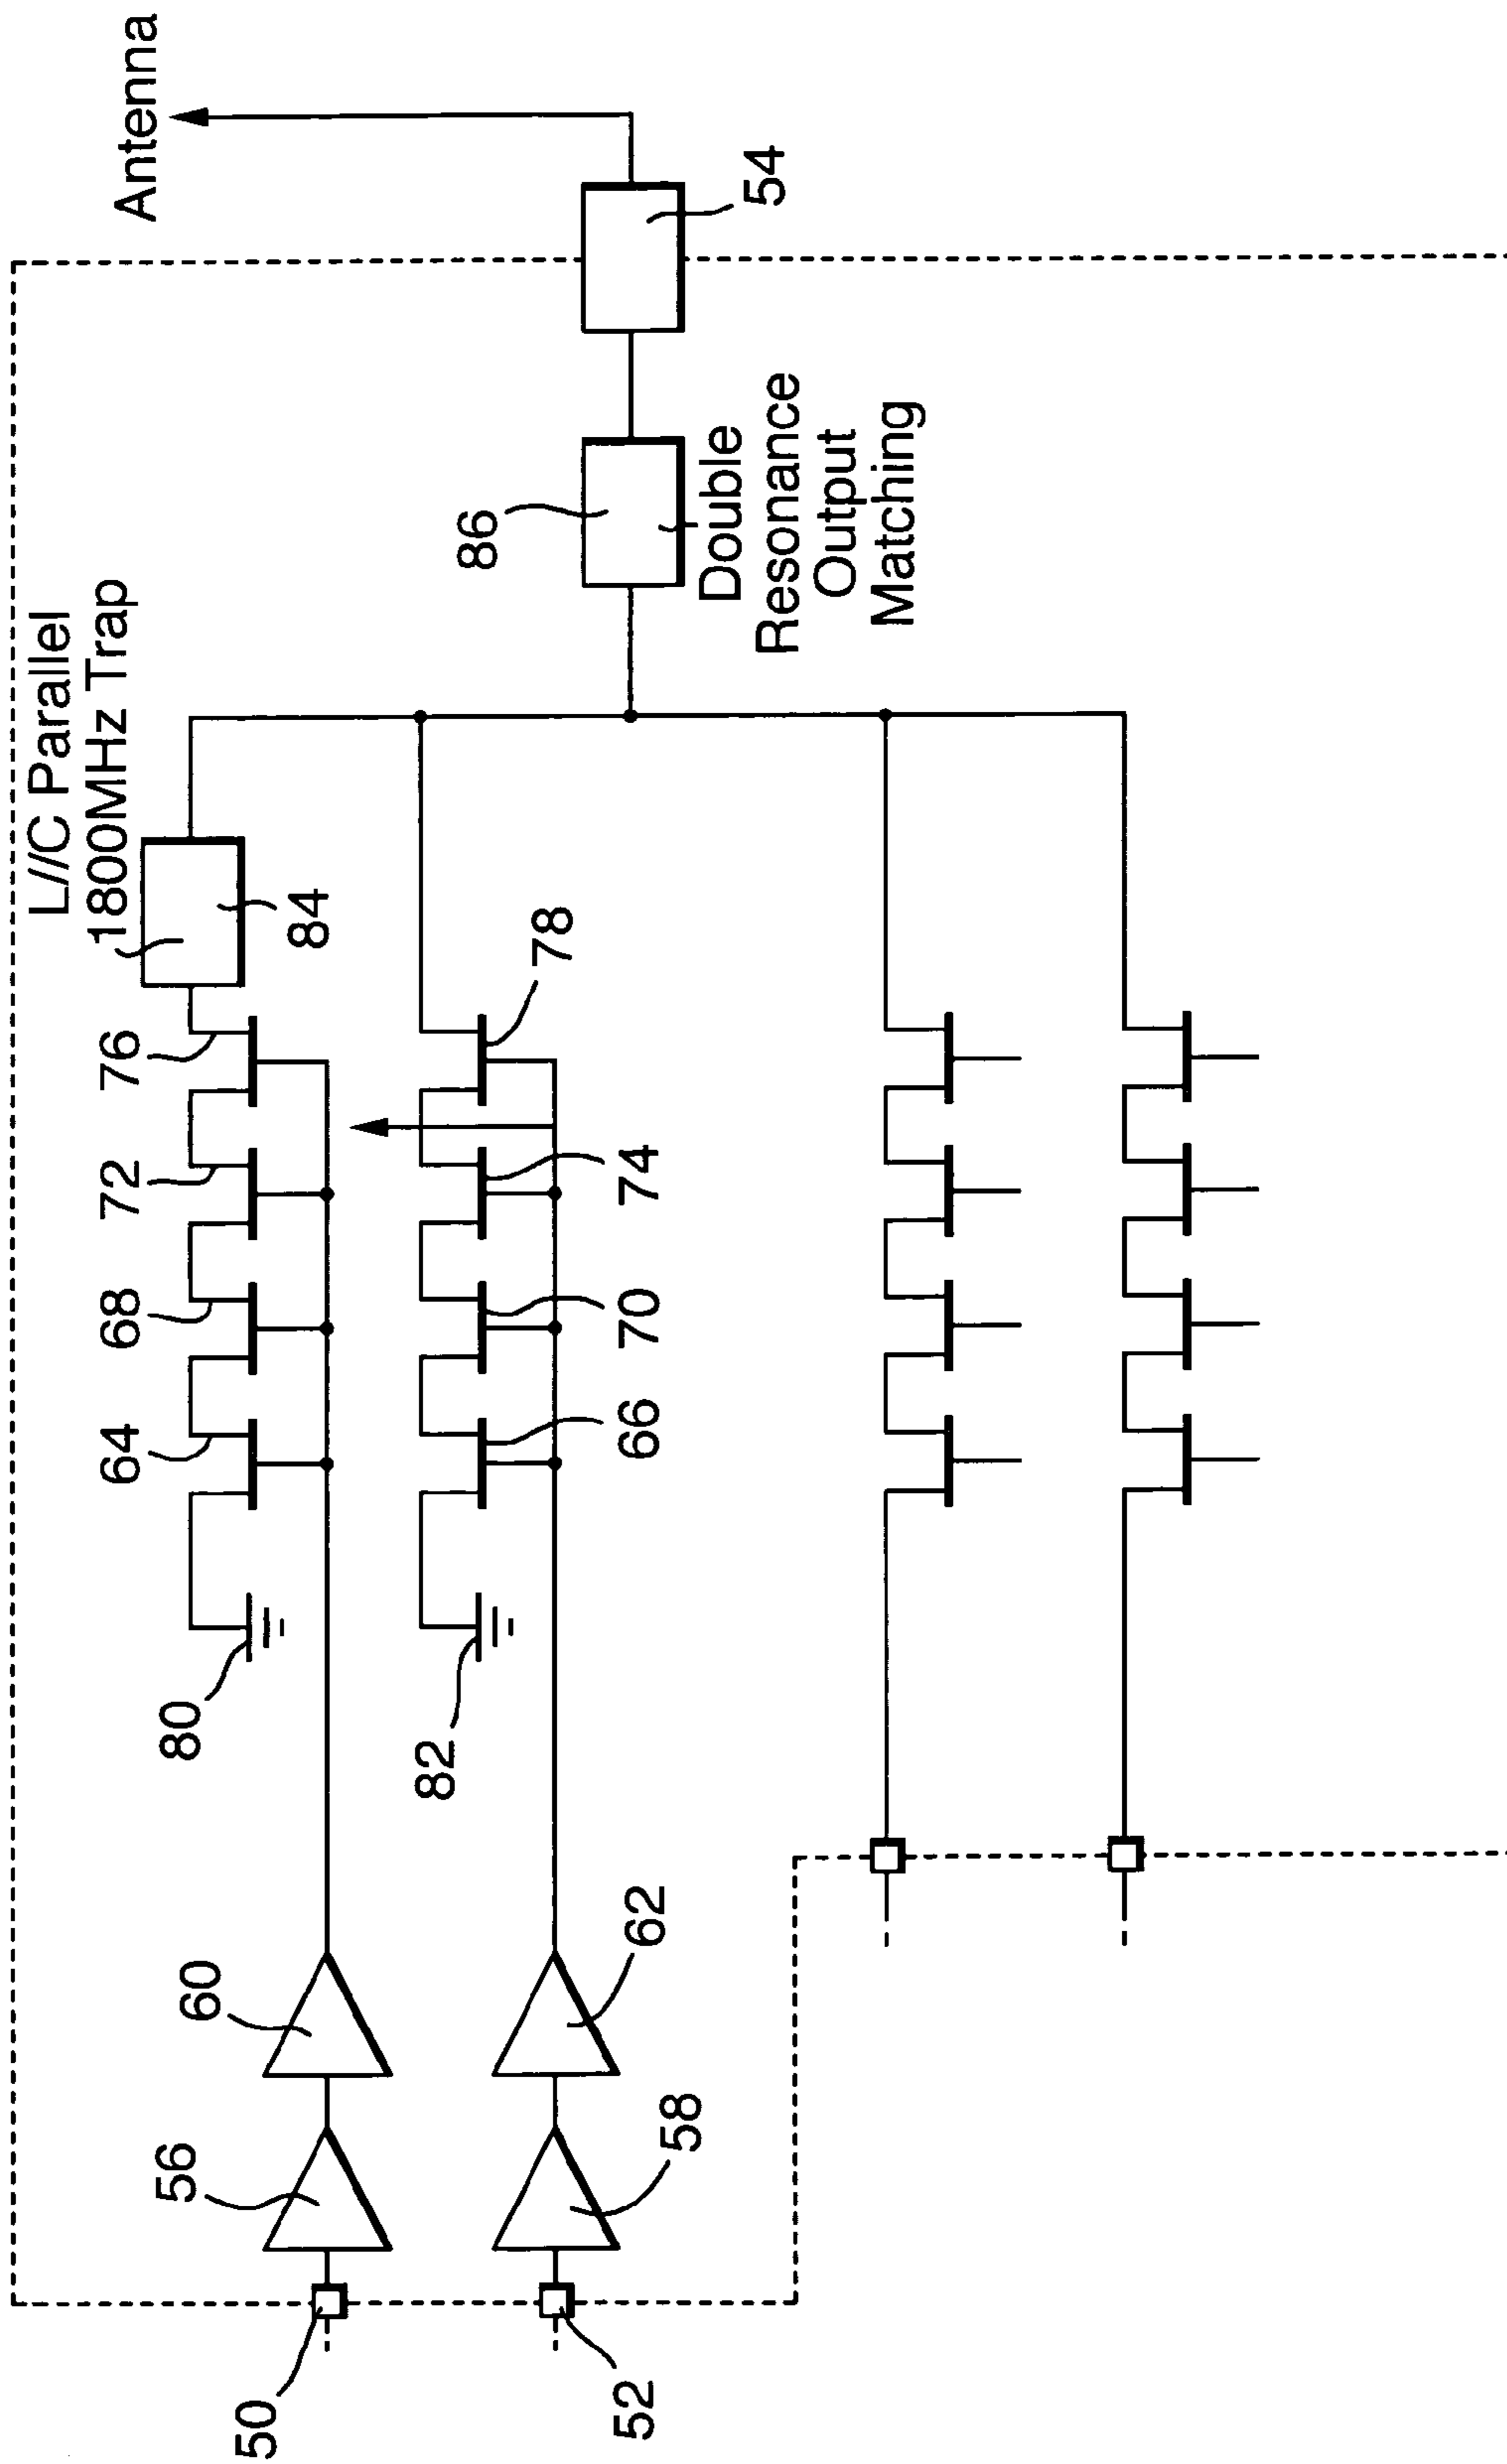 L//C Parallel
1800MHz Trap
Antenna
56
60
80
64
68
72
76
84
50
82
66
70
74
78
86
54
52
58
62
Double
Resonance
Output
Matching